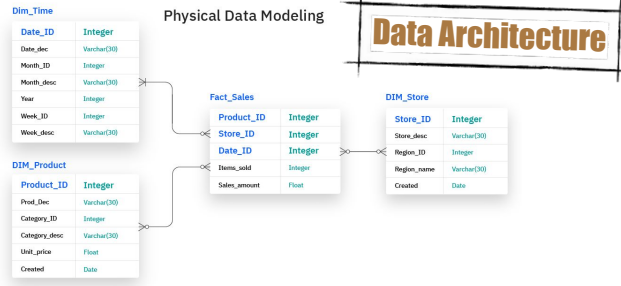 Physical Data Modeling
Data Architecture
Dim_Time
Date_ID Integer
Date_dec Varchar(30)
Month_ID Integer
Month_desc Varchar(30)
Year Integer
Week_ID Integer
Week_desc Varchar(30)
Fact_Sales
Product_ID Integer
Store_ID Integer
Date_ID Integer
Items_sold Integer
Sales_amount Float
DIM_Store
Store_ID Integer
Store_desc Varchar(30)
Region_ID Integer
Region_name Varchar(30)
Created Date
DIM_Product
Product_ID Integer
Prod_Dec Varchar(30)
Category_ID Integer
Category_desc Varchar(30)
Unit_price Float
Created Date